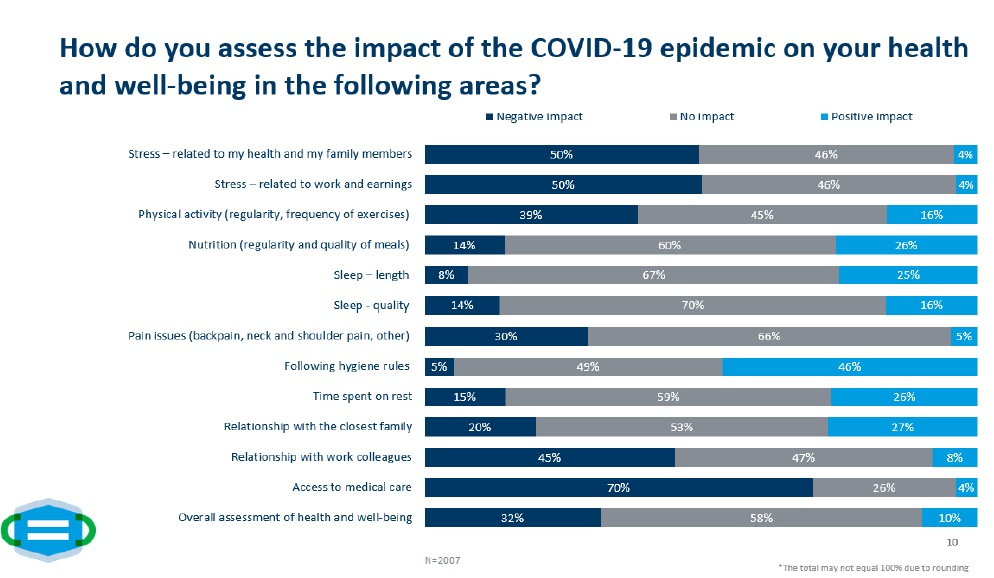 How do you assess the impact of the COVID-19 epidemic on your health
and well-being in the following areas?
Negative impact No impact Positive impact
Stress – related to my health and my family members 50% 46% 4%
Stress – related to work and earnings 50% 46% 4%
Physical activity (regularity, frequency of exercises) 39% 45% 16%
Nutrition (regularity and quality of meals) 14% 60% 26%
Sleep – length 8% 67% 25%
Sleep - quality 14% 70% 16%
Pain issues (backpain, neck and shoulder pain, other) 30% 66% 5%
Following hygiene rules 5% 49% 46%
Time spent on rest 15% 59% 26%
Relationship with the closest family 20% 53% 27%
Relationship with work colleagues 45% 47% 8%
Access to medical care 70% 26% 4%
Overall assessment of health and well-being 32% 58% 10%
10
N=2007
*The total may not equal 100% due to rounding